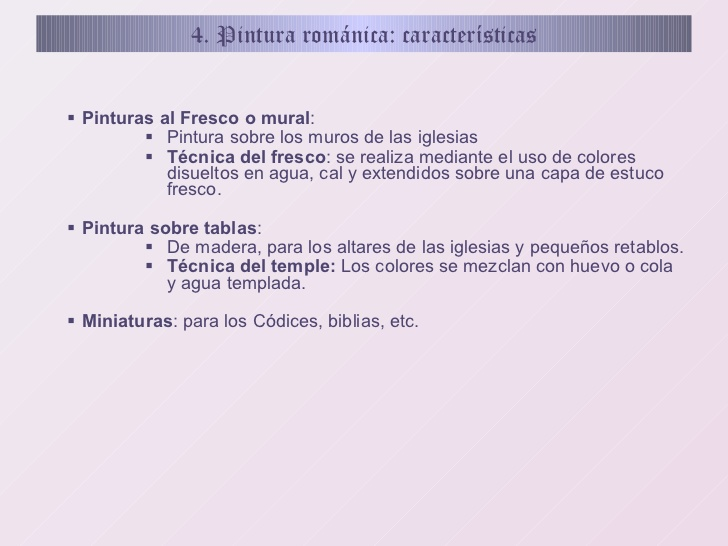 4. Pintura románica: características
▪ Pinturas al Fresco o mural:
▪ Pintura sobre los muros de las iglesias
▪ Técnica del fresco: se realiza mediante el uso de colores
disueltos en agua, cal y extendidos sobre una capa de estuco
fresco.
▪ Pintura sobre tablas:
▪ De madera, para los altares de las iglesias y pequeños retablos.
▪ Técnica del temple: Los colores se mezclan con huevo o cola
y agua templada.
▪ Miniaturas: para los Códices, biblias, etc.